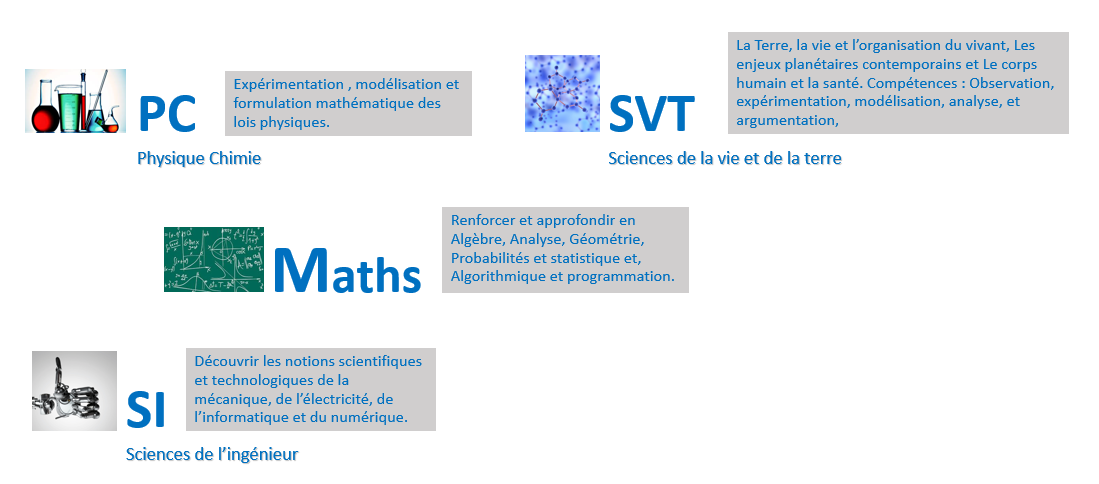 PC
Physique Chimie
Expérimentation , modélisation et
formulation mathématique des
lois physiques.
SVT
Sciences de la vie et de la terre
La Terre, la vie et l’organisation du vivant, Les
enjeux planétaires contemporains et Le corps
humain et la santé. Compétences : Observation,
expérimentation, modélisation, analyse, et
argumentation,
Maths
Renforcer et approfondir en
Algèbre, Analyse, Géométrie,
Probabilités et statistique et,
Algorithmique et programmation.
SI
Sciences de l’ingénieur
Découvrir les notions scientifiques
et technologiques de la
mécanique, de l’électricité, de
l’informatique et du numérique.